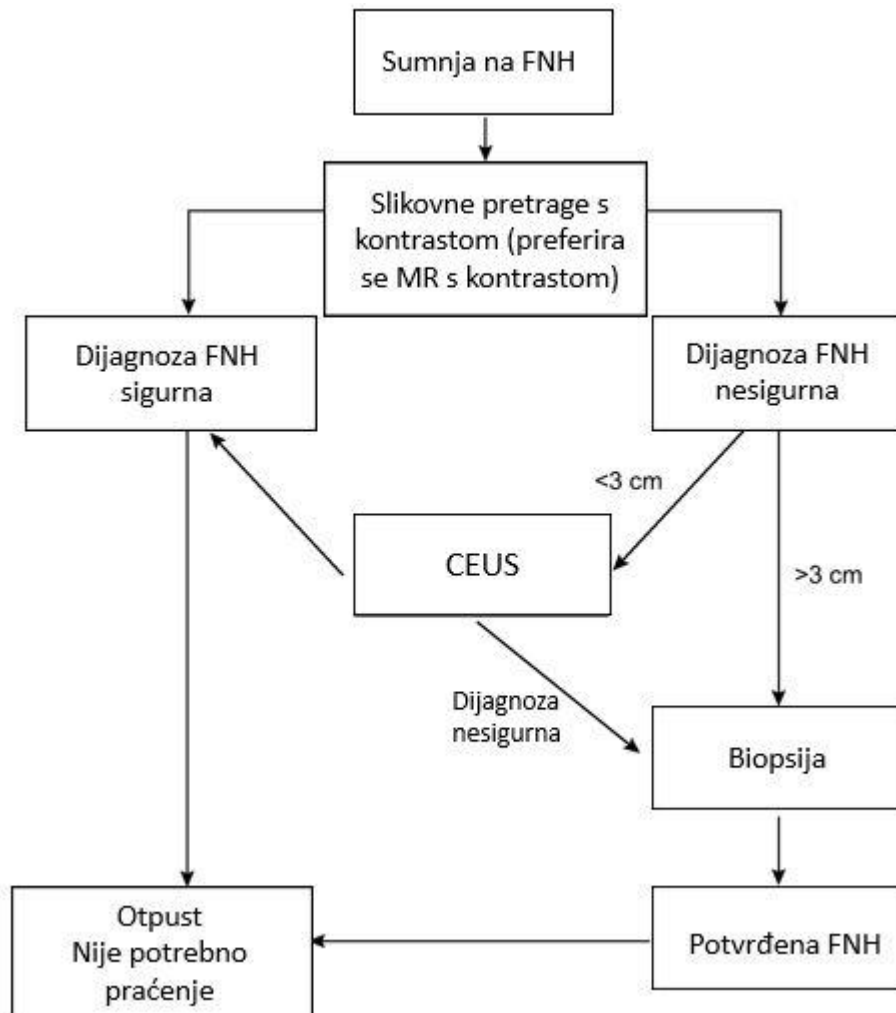 Sumnja na FNH
Slikovne pretrage s
kontrastom (preferira
se MR s kontrastom)
Dijagnoza FNH
sigurna
Dijagnoza FNH
nesigurna
<3 cm
CEUS
>3 cm
Dijagnoza
nesigurna
Biopsija
Otpust
Nije potrebno
praćenje
Potvrđena FNH